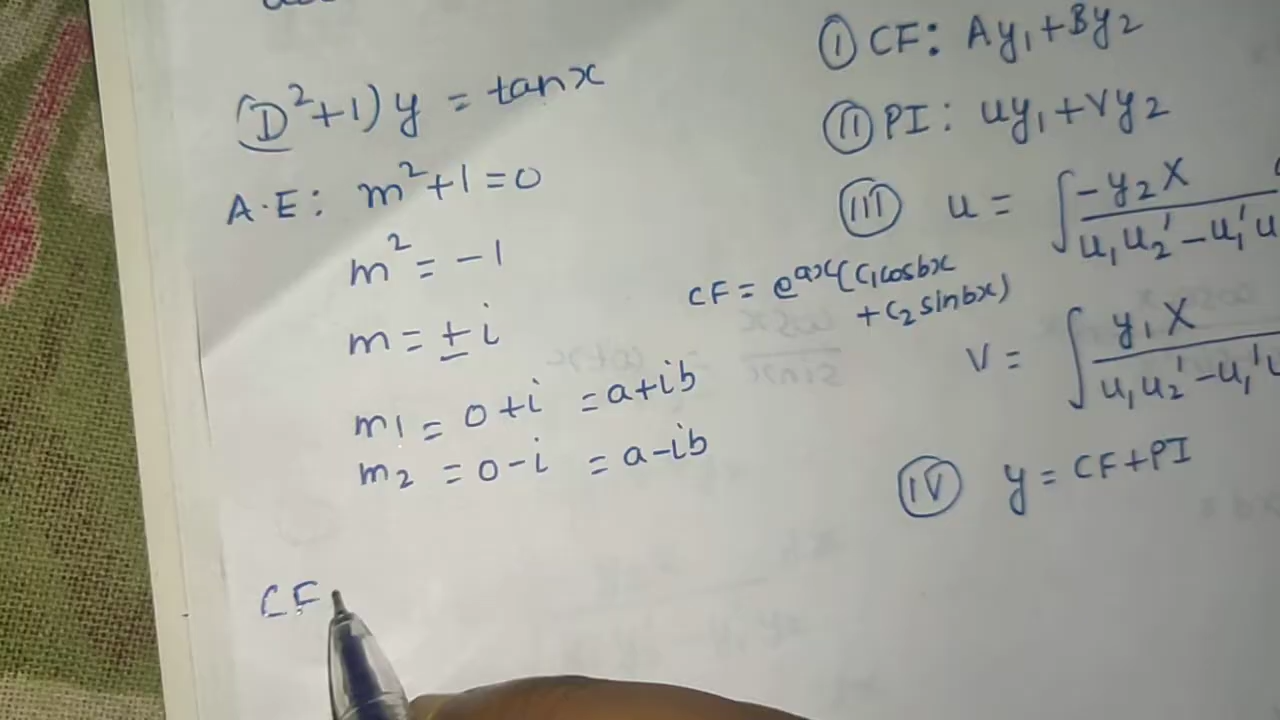 (D²+1)y = tanx
A.E: m²+1=0
m² = -1
m = ±i
m1 = 0+i = a+ib
m2 = 0-i = a-ib
CF
CF = e^ax(c1cosbx
+c2sinbx)
Ⓘ CF: Ay1+By2
Ⓘ︎Ⓘ PI: uy1+vy2
(III) u = ∫ -y2X / u1u2'-u1'u
v = ∫ y1X / u1u2'-u1'u
(IV) y = CF+PI